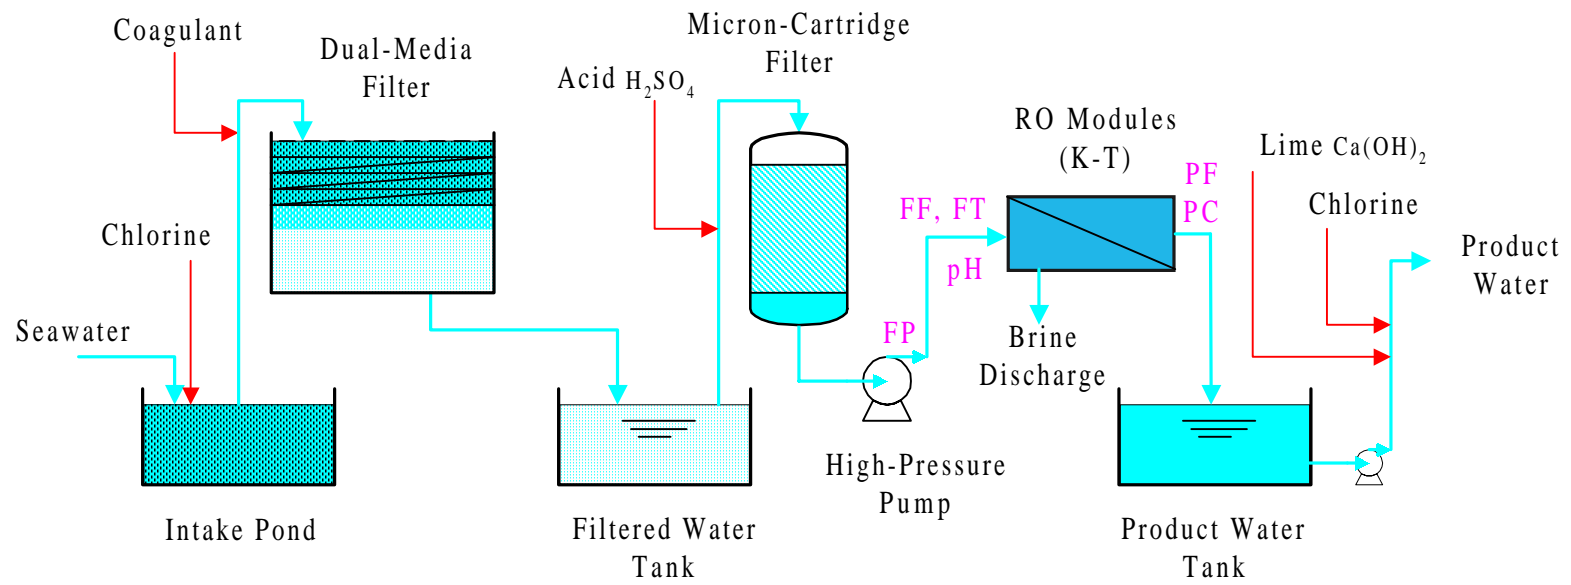 Coagulant
Dual-Media
Filter
Micron-Cartridge
Filter
Acid H₂SO₄
RO Modules
(K-T)
Lime Ca(OH)₂
PF
PC
Chlorine
FF, FT
pH
Chlorine
Product
Water
Seawater
FP
Brine
Discharge
High-Pressure
Pump
Intake Pond
Filtered Water
Tank
Product Water
Tank